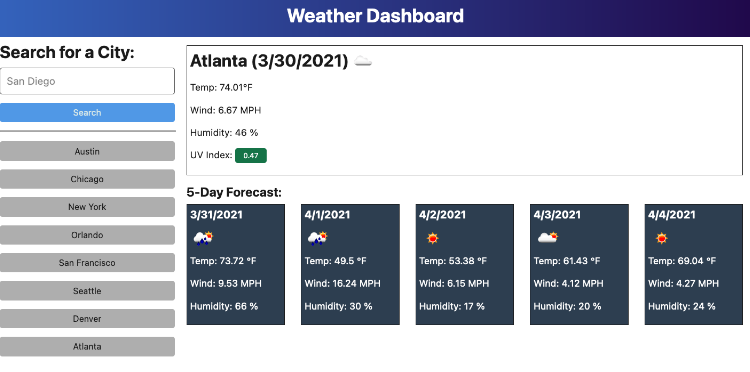 Weather Dashboard
Search for a City:
San Diego
Search
Austin
Chicago
New York
Orlando
San Francisco
Seattle
Denver
Atlanta
Atlanta (3/30/2021)
Temp: 74.01°F
Wind: 6.67 MPH
Humidity: 46 %
UV Index: 0.47
5-Day Forecast:
3/31/2021
Temp: 73.72 °F
Wind: 9.53 MPH
Humidity: 66 %
4/1/2021
Temp: 49.5 °F
Wind: 16.24 MPH
Humidity: 30 %
4/2/2021
Temp: 53.38 °F
Wind: 6.15 MPH
Humidity: 17 %
4/3/2021
Temp: 61.43 °F
Wind: 4.12 MPH
Humidity: 20 %
4/4/2021
Temp: 69.04 °F
Wind: 4.27 MPH
Humidity: 24 %